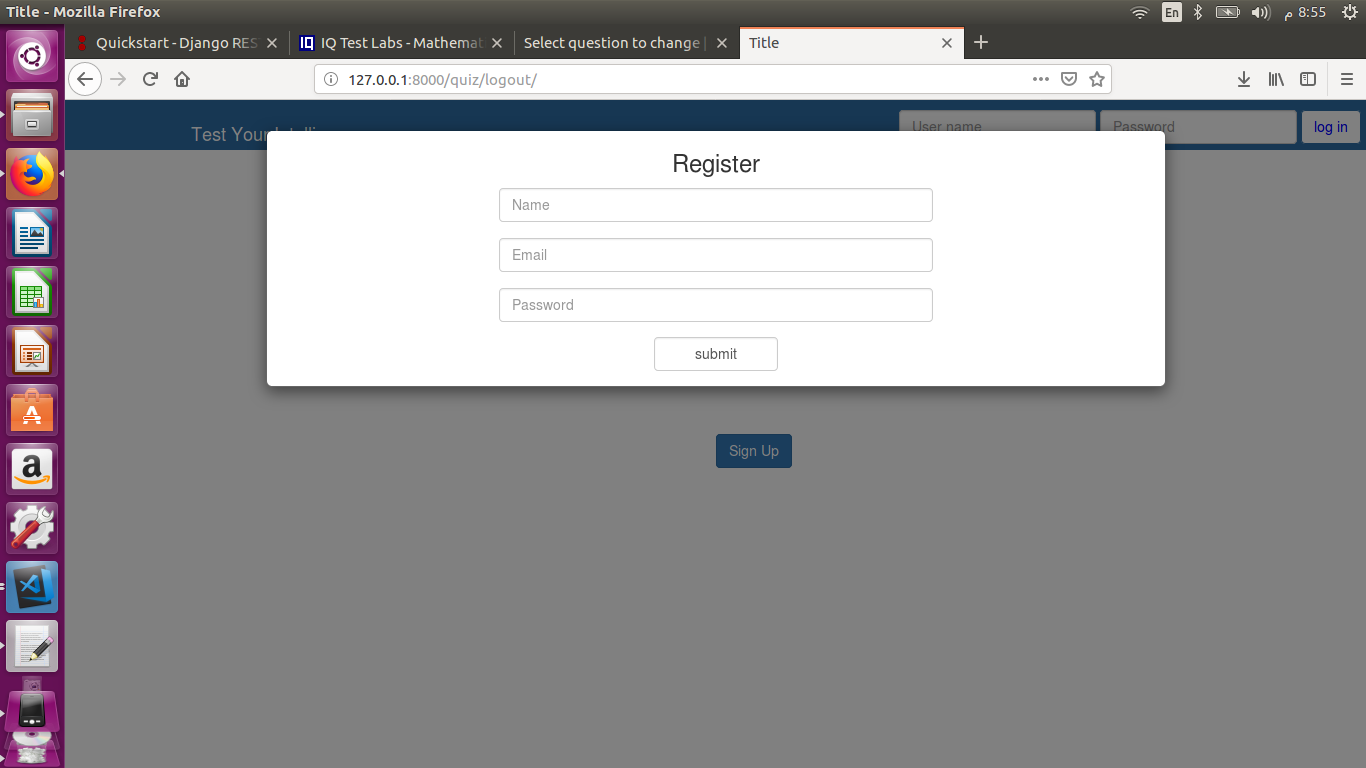 Title - Mozilla Firefox
En
8:55 م
Quickstart - Django RES
IQ
IQ Test Labs - Mathemat
Select question to change |
Title
127.0.0.1:8000/quiz/logout/
Test Your Intelli
User name
Password
log in
Register
Name
Email
Password
submit
Sign Up